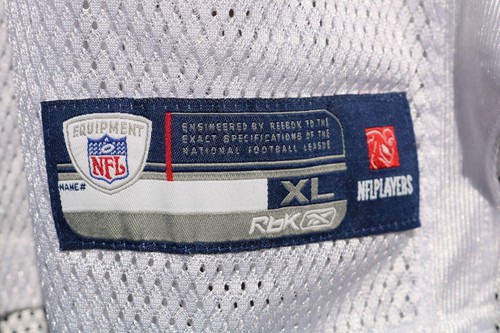 EQUIPMENT
NFL
NAME#
ENGINEERED BY REEBOK TO THE
EXACT SPECIFICATIONS OF THE
NATIONAL FOOTBALL LEAGUE
XL
RbK
NFLPLAYERS